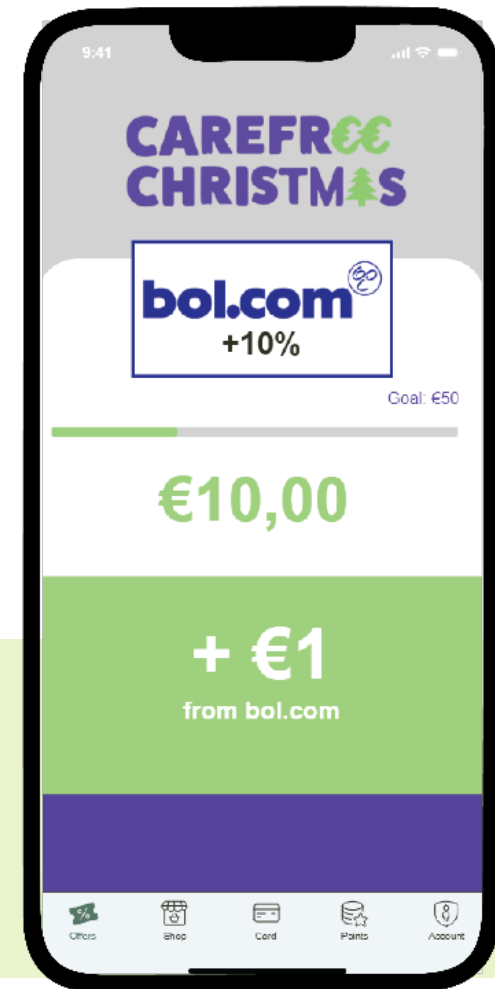 9:41
CAREFR€€
CHRISTMAS
bol.com
+10%
Goal: €50
€10,00
+ €1
from bol.com
Offers Shop Card Points Account